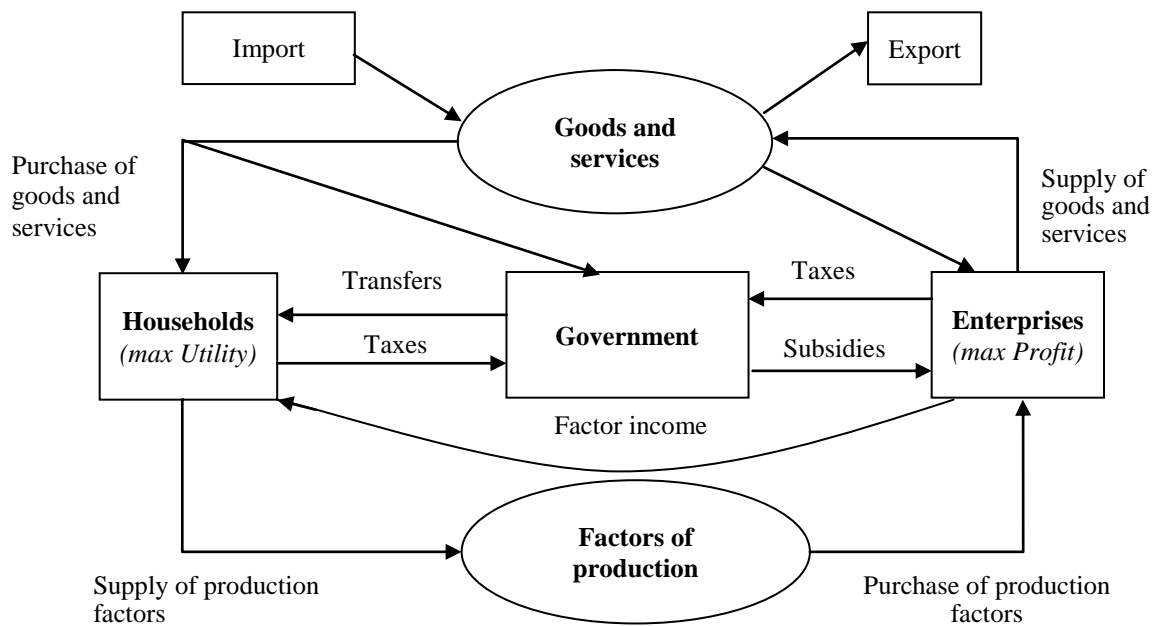 Import
Export
Goods and
services
Purchase of
goods and
services
Supply of
goods and
services
Transfers
Taxes
Households
(max Utility)
Government
Enterprises
(max Profit)
Taxes
Subsidies
Factor income
Factors of
production
Supply of production
factors
Purchase of production
factors